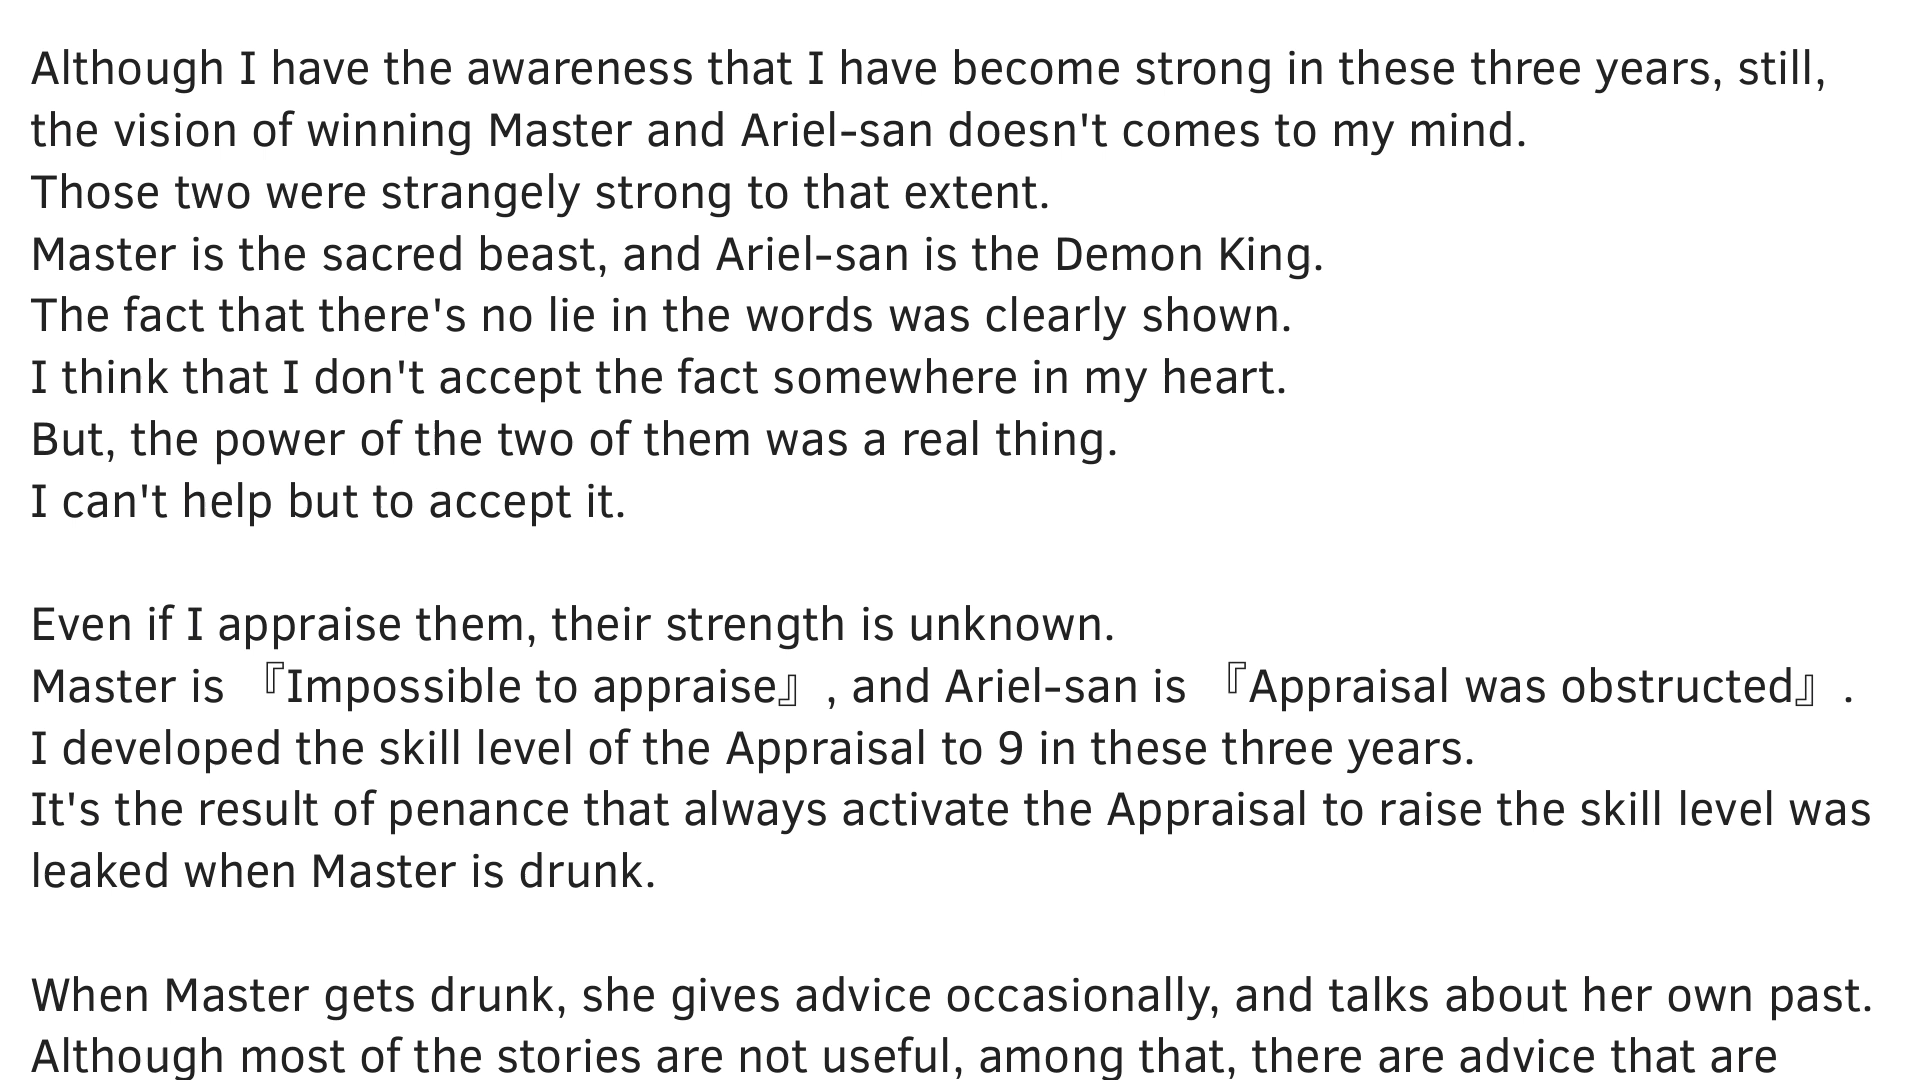 Although I have the awareness that I have become strong in these three years, still,
the vision of winning Master and Ariel-san doesn't comes to my mind.
Those two were strangely strong to that extent.
Master is the sacred beast, and Ariel-san is the Demon King.
The fact that there's no lie in the words was clearly shown.
I think that I don't accept the fact somewhere in my heart.
But, the power of the two of them was a real thing.
I can't help but to accept it.
Even if I appraise them, their strength is unknown.
Master is 『Impossible to appraise』, and Ariel-san is 『Appraisal was obstructed』.
I developed the skill level of the Appraisal to 9 in these three years.
It's the result of penance that always activate the Appraisal to raise the skill level was
leaked when Master is drunk.
When Master gets drunk, she gives advice occasionally, and talks about her own past.
Although most of the stories are not useful, among that, there are advice that are